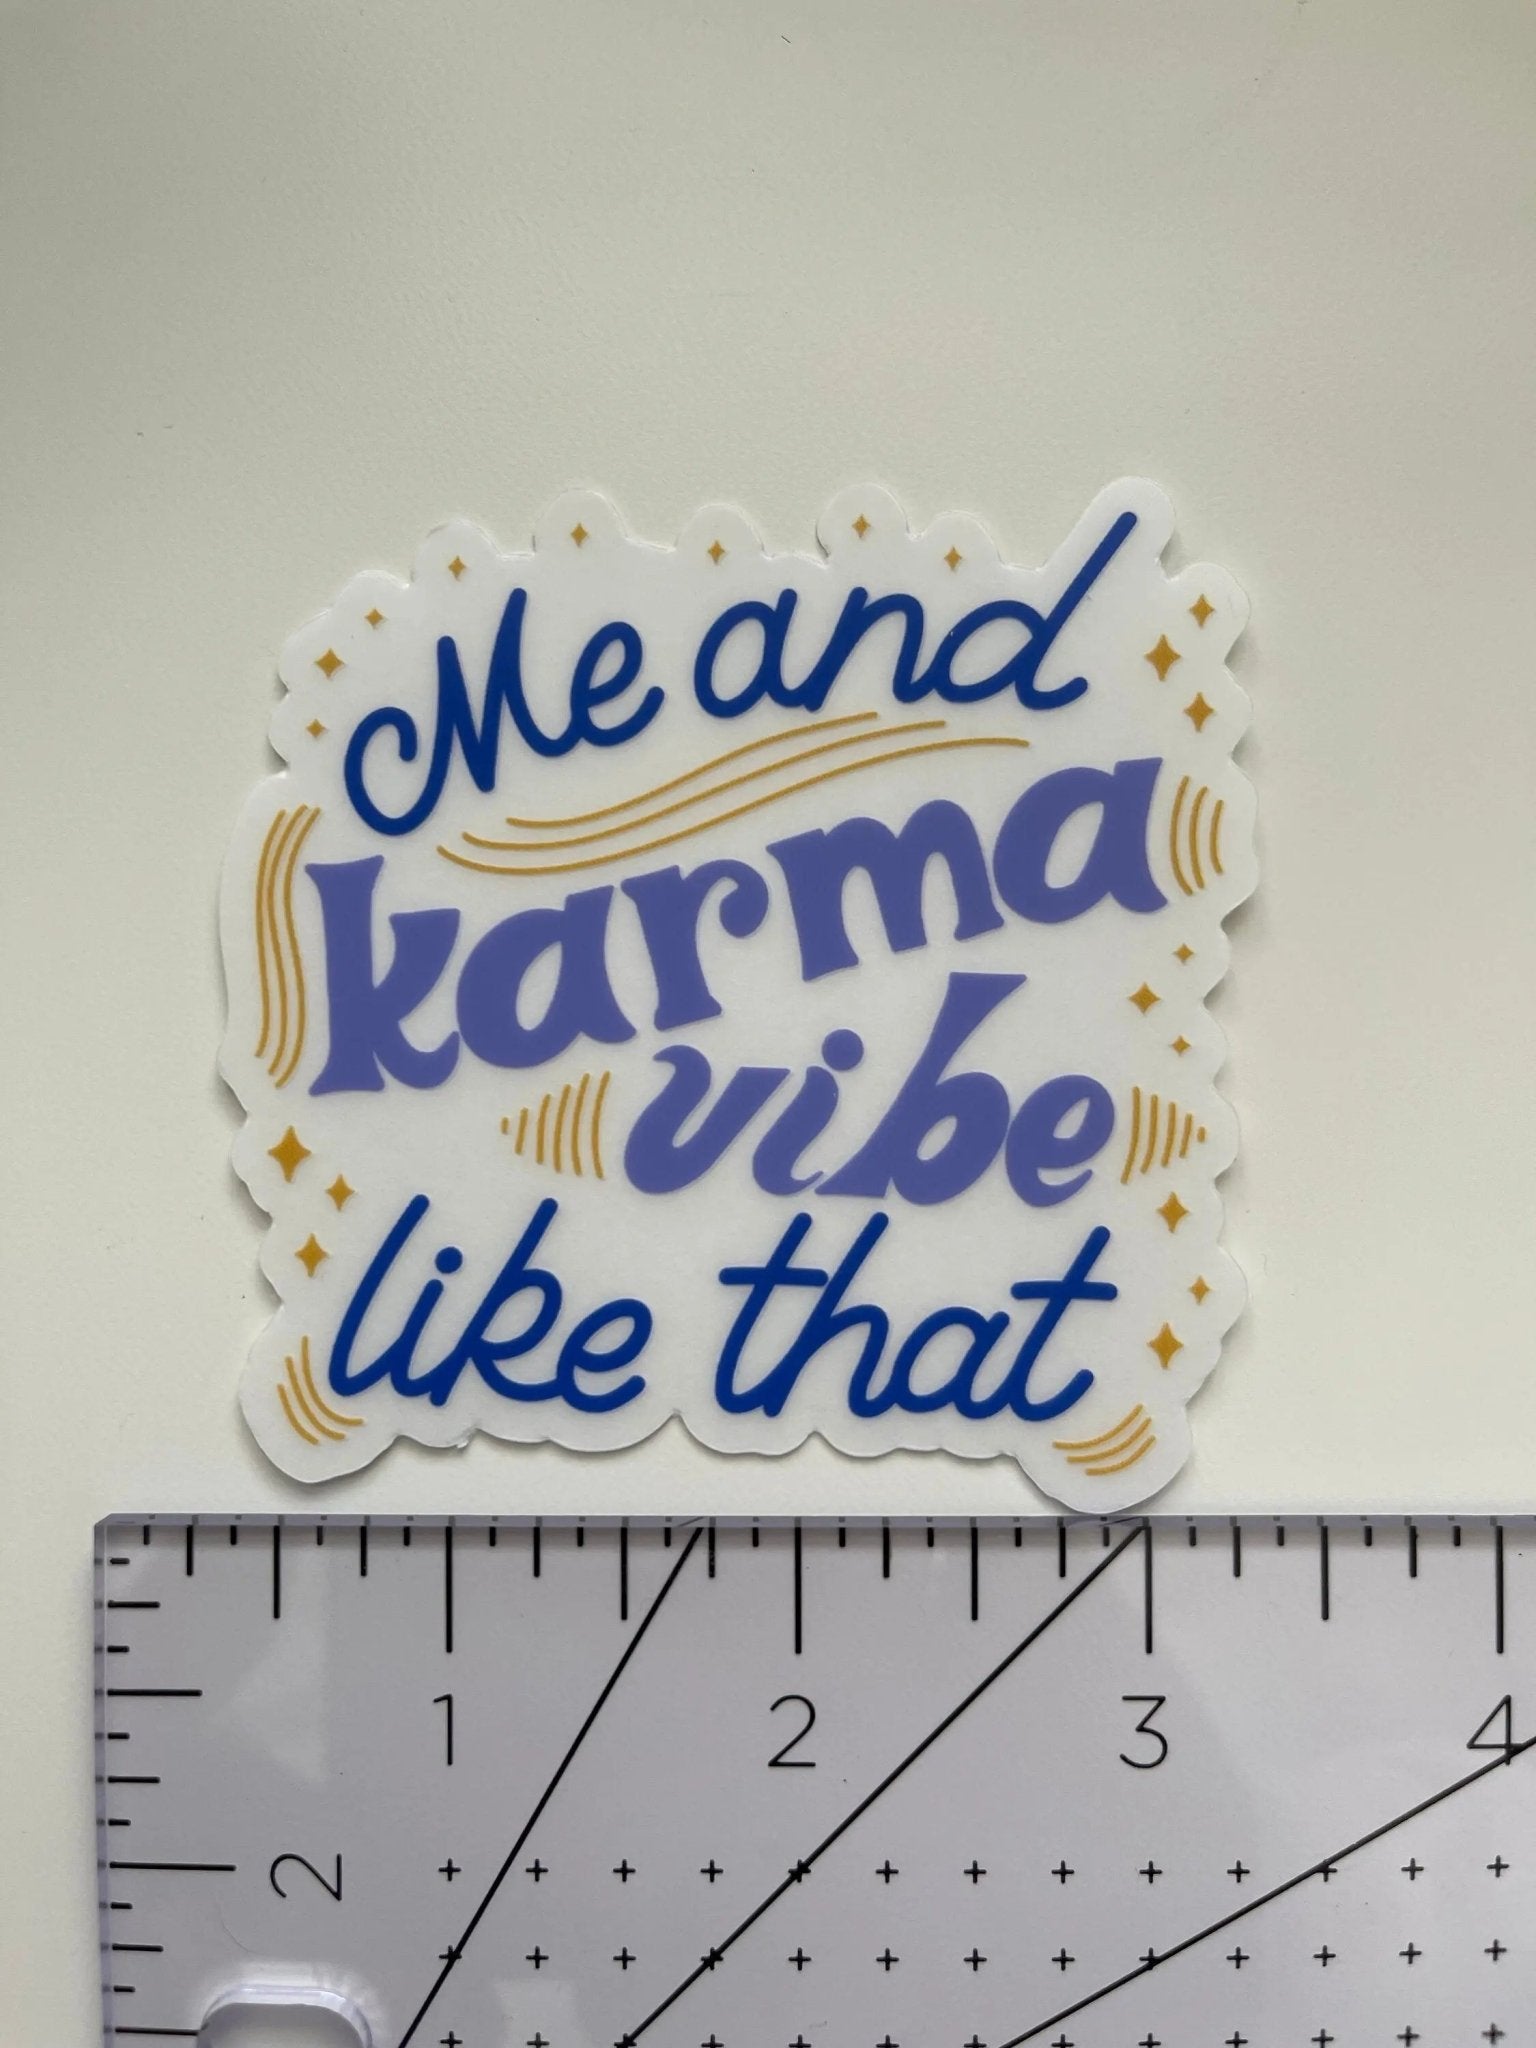 Me and
karma
vibe
like that
1 2 3 4
2